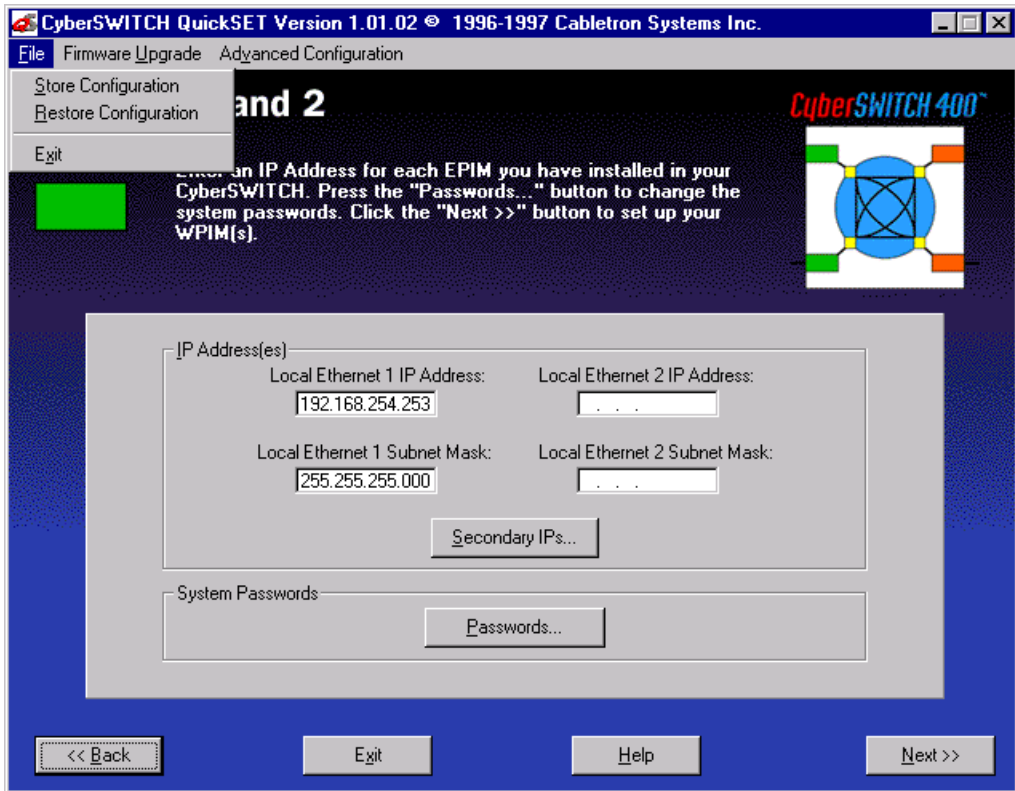 CyberSWITCH QuickSET Version 1.01.02 © 1996-1997 Cabletron Systems Inc.
File Firmware Upgrade Advanced Configuration
Store Configuration
Restore Configuration
Exit
and 2
CyberSWITCH 400™
an IP Address for each EPIM you have installed in your
CyberSWITCH. Press the "Passwords..." button to change the
system passwords. Click the "Next >>" button to set up your
WPIM(s).
IP Address(es)
Local Ethernet 1 IP Address:
Local Ethernet 2 IP Address:
192.168.254.253
. . .
Local Ethernet 1 Subnet Mask:
Local Ethernet 2 Subnet Mask:
255.255.255.000
. . .
Secondary IPs...
System Passwords
Passwords...
<< Back
Exit
Help
Next >>